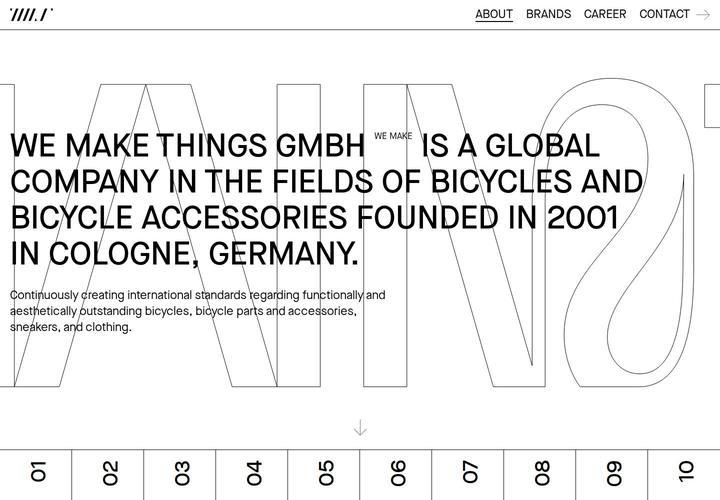 ABOUT BRANDS CAREER CONTACT
WE MAKE THINGS GMBH WE MAKE IS A GLOBAL
COMPANY IN THE FIELDS OF BICYCLES AND
BICYCLE ACCESSORIES FOUNDED IN 2001
IN COLOGNE, GERMANY.
Continuously creating international standards regarding functionally and
aesthetically outstanding bicycles, bicycle parts and accessories,
sneakers, and clothing.
01 02 03 04 05 06 07 08 09 10